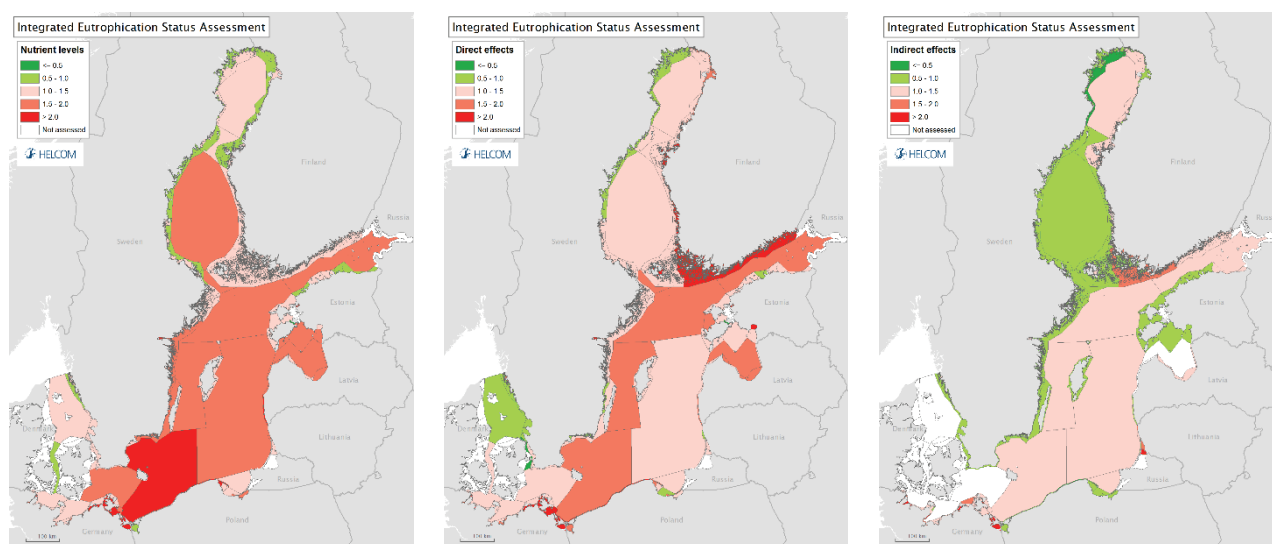 Integrated Eutrophication Status Assessment
Nutrient levels
<= 0.5
0.5 - 1.0
1.0 - 1.5
1.5 - 2.0
> 2.0
Not assessed
HELCOM
Finland
Russia
Sweden
Estonia
Latvia
Denmark
Lithuania
Russia
Poland
Germany
100 km
Integrated Eutrophication Status Assessment
Direct effects
<= 0.5
0.5 - 1.0
1.0 - 1.5
1.5 - 2.0
> 2.0
Not assessed
HELCOM
Finland
Russia
Sweden
Estonia
Latvia
Denmark
Lithuania
Russia
Poland
Germany
100 km
Integrated Eutrophication Status Assessment
Indirect effects
<= 0.5
0.5 - 1.0
1.0 - 1.5
1.5 - 2.0
> 2.0
Not assessed
HELCOM
Finland
Russia
Sweden
Estonia
Latvia
Denmark
Lithuania
Russia
Poland
Germany
100 km